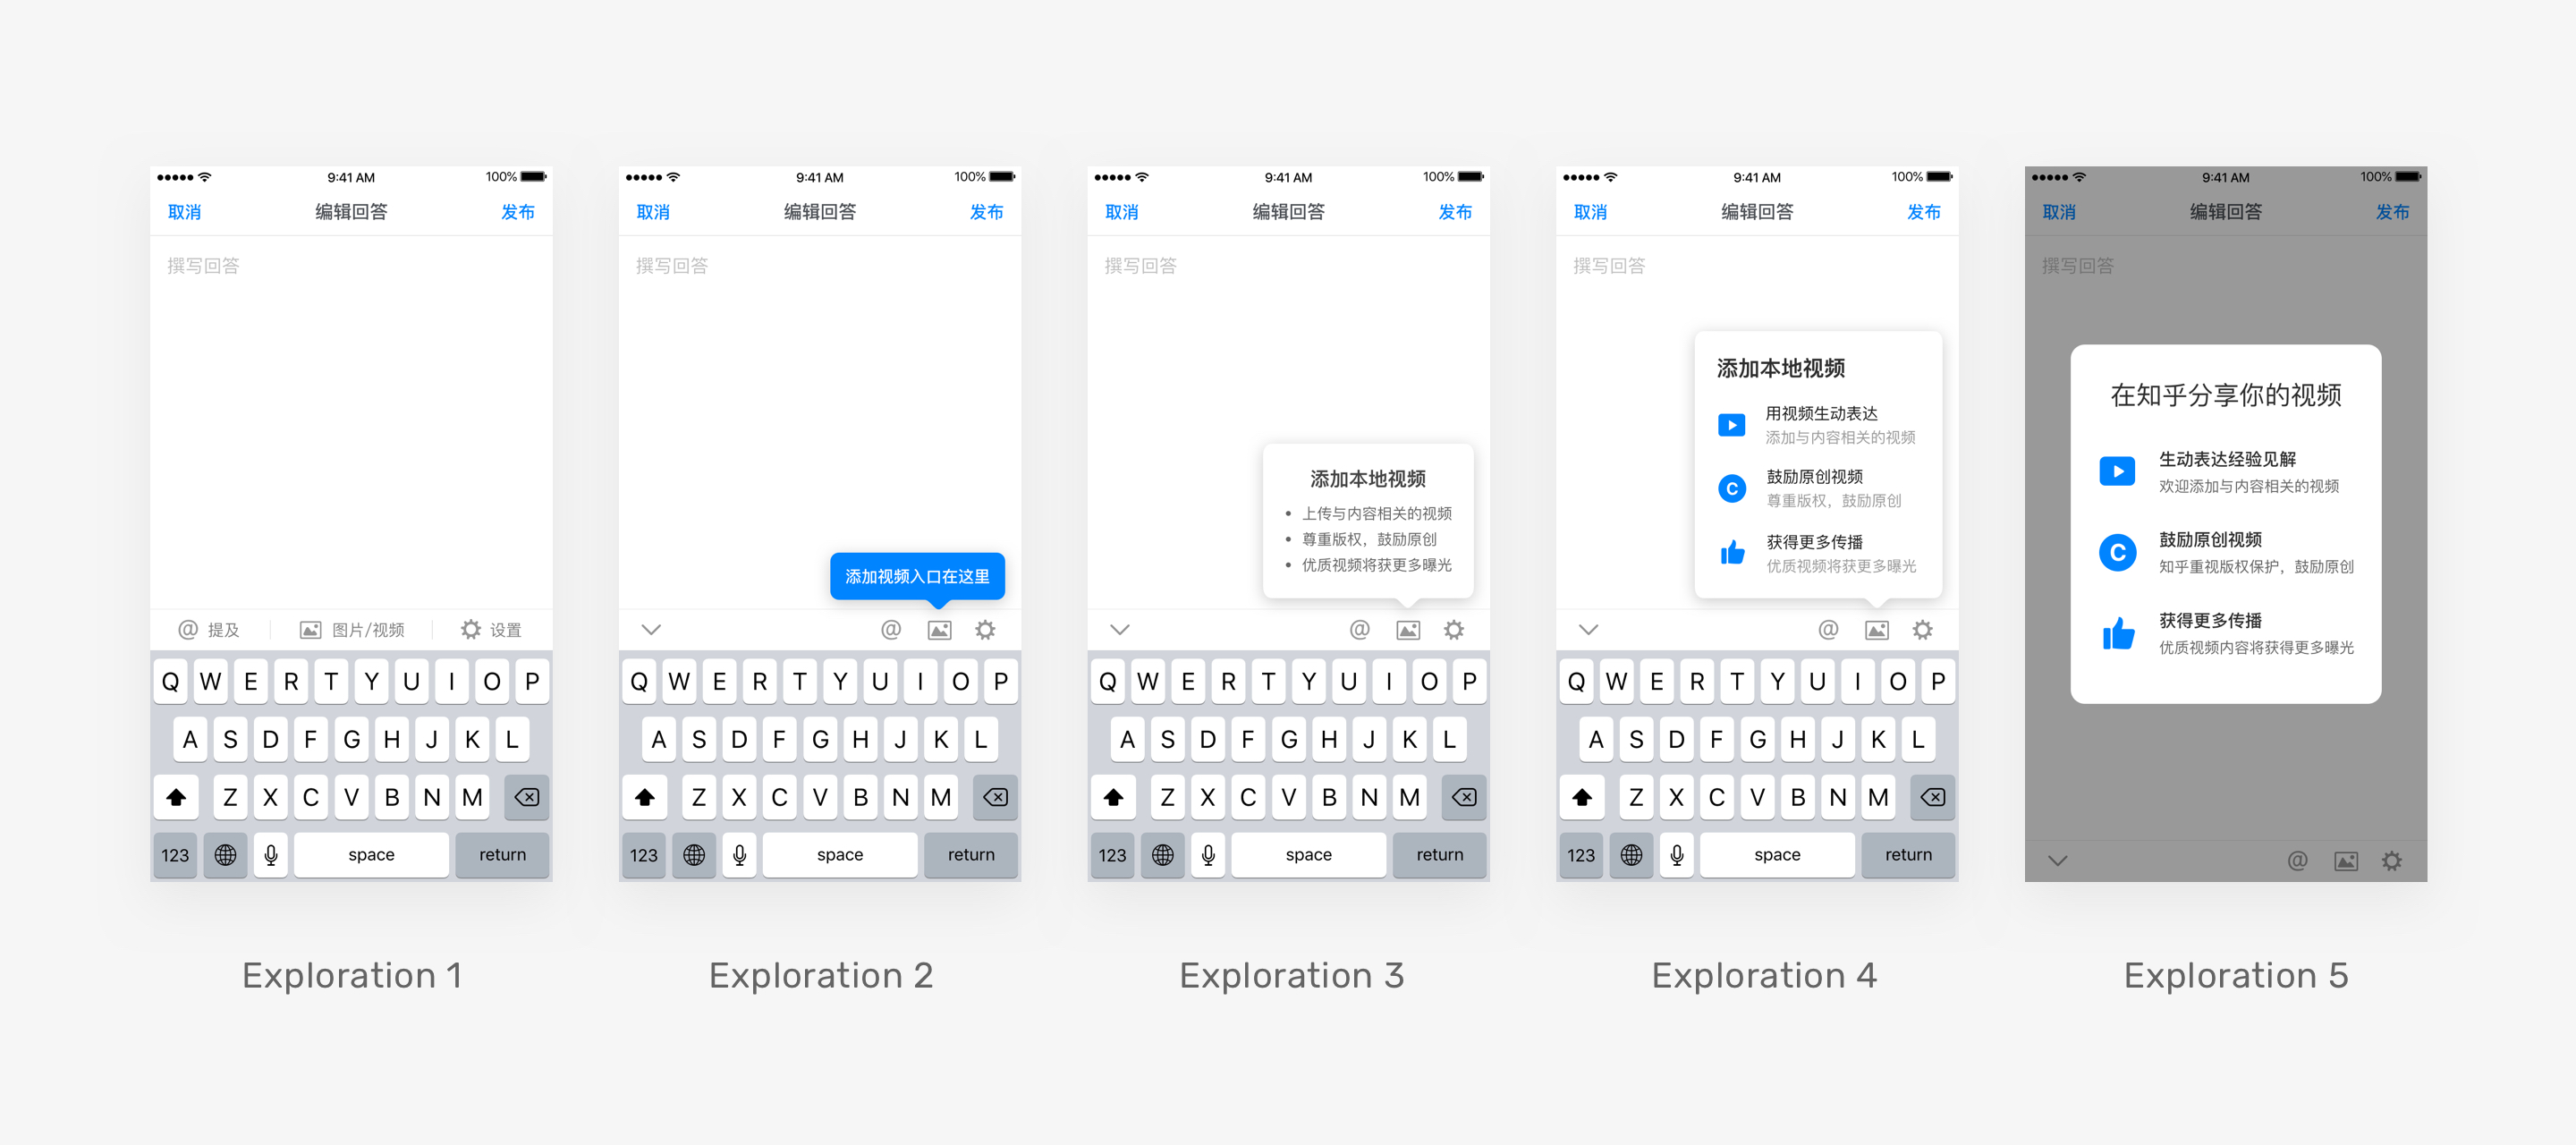 9:41 AM 100%
取消 编辑回答 发布
撰写回答
@ 提及 图片/视频 设置
Q W E R T Y U I O P
A S D F G H J K L
Z X C V B N M
123 space return
Exploration 1
9:41 AM 100%
取消 编辑回答 发布
撰写回答
添加视频入口在这里
@
Q W E R T Y U I O P
A S D F G H J K L
Z X C V B N M
123 space return
Exploration 2
9:41 AM 100%
取消 编辑回答 发布
撰写回答
添加本地视频
• 上传与内容相关的视频
• 尊重版权，鼓励原创
• 优质视频将获更多曝光
@
Q W E R T Y U I O P
A S D F G H J K L
Z X C V B N M
123 space return
Exploration 3
9:41 AM 100%
取消 编辑回答 发布
撰写回答
添加本地视频
用视频生动表达
添加与内容相关的视频
C
鼓励原创视频
尊重版权，鼓励原创
获得更多传播
优质视频将获更多曝光
@
Q W E R T Y U I O P
A S D F G H J K L
Z X C V B N M
123 space return
Exploration 4
9:41 AM 100%
取消 编辑回答 发布
撰写回答
在知乎分享你的视频
生动表达经验见解
欢迎添加与内容相关的视频
C
鼓励原创视频
知乎重视版权保护，鼓励原创
获得更多传播
优质视频内容将获得更多曝光
@
Exploration 5